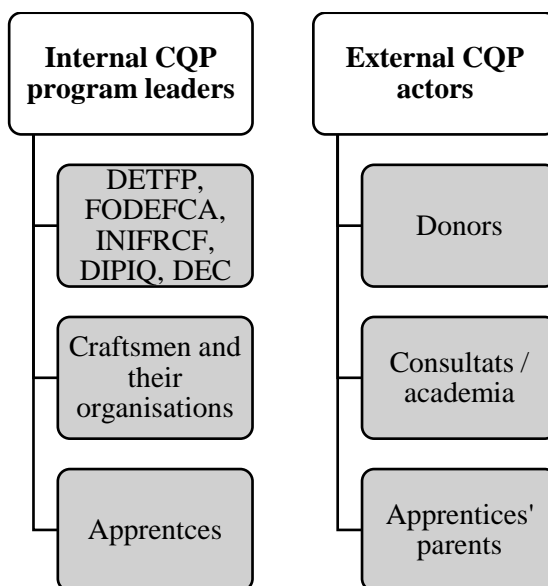 Internal CQP
program leaders
DETFP,
FODEFCA,
INIFRCF,
DIPIQ, DEC
Craftsmen and
their
organisations
Apprentces
External CQP
actors
Donors
Consultats /
academia
Apprentices'
parents